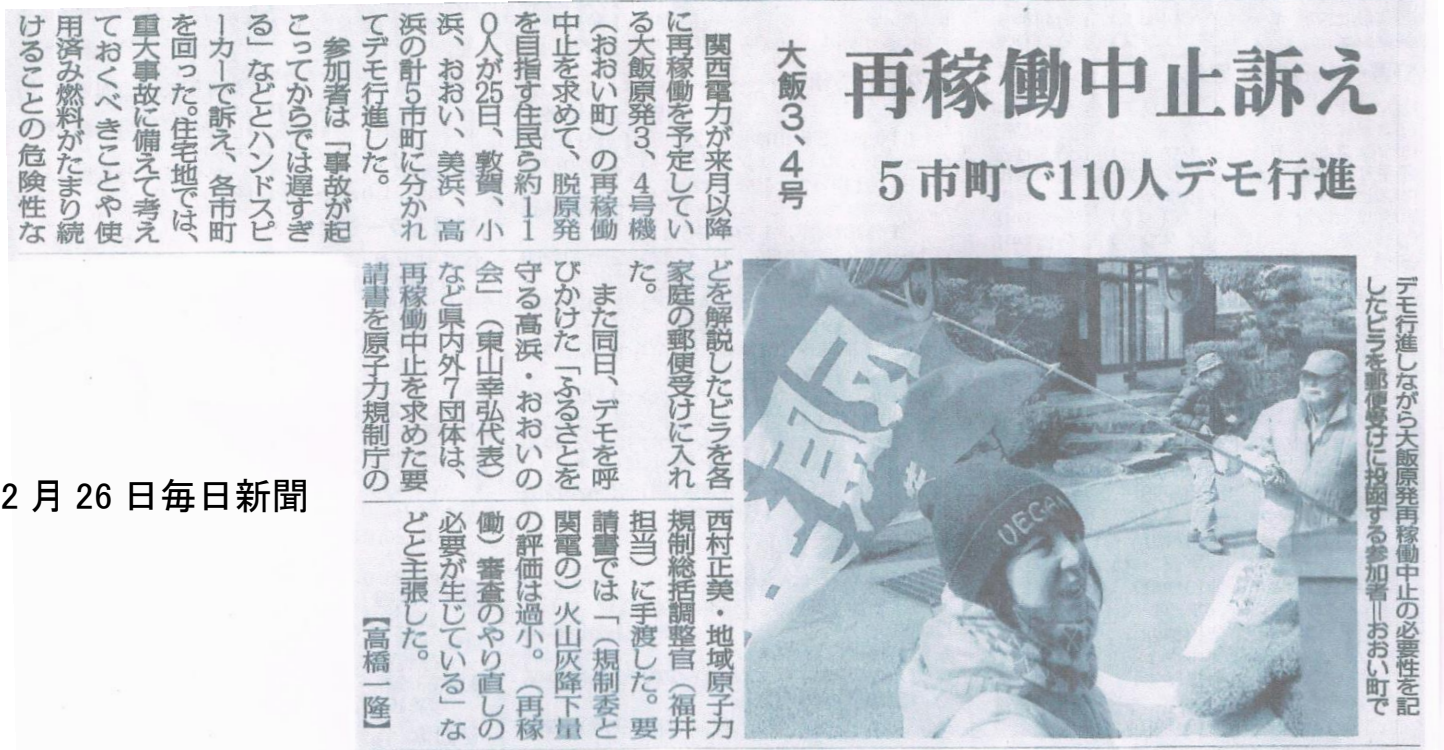 再稼働中止訴え
5市町で110人デモ行進
大飯3、4号
関西電力が来月以降
に再稼働を予定してい
る大飯原発3、4号機
(おおい町)の再稼働
中止を求めて、脱原発
を目指す住民ら約11
0人が25日、敦賀、小
浜、おおい、美浜、高
浜の計5市町に分かれ
てデモ行進した。
参加者は「事故が起
こってからでは遅すぎ
る」などとハンドスピ
ーカーで訴え、各市町
を回った。住宅地では、
重大事故に備えて考え
ておくべきことや使
用済み燃料がたまり続
けることの危険性な
どを解説したビラを各
家庭の郵便受けに入れ
た。
また同日、デモを呼
びかけた「ふるさとを
守る高浜・おおいの
会」(東山幸弘代表)
など県内外7団体は、
再稼働中止を求めた要
請書を原子力規制庁の
西村正美・地域原子力
規制総括調整官(福井
担当)に手渡した。要
請書では「(規制委と
関電の)火山灰降下量
の評価は過小。(再稼
働)審査のやり直しの
必要が生じている」な
どと主張した。
【高橋一隆】
デモ行進しながら大飯原発再稼働中止の必要性を記
したビラを郵便受けに投函する参加者=おおい町で
VEGAN
2月26日毎日新聞